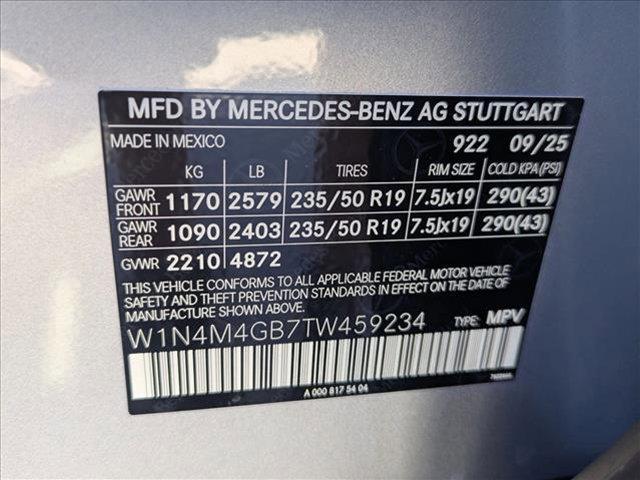 MFD BY MERCEDES-BENZ AG STUTTGART
MADE IN MEXICO 922 09/25
KG LB TIRES RIM SIZE COLD KPA (PSI)
GAWR FRONT 1170 2579 235/50 R19 7.5Jx19 290(43)
GAWR REAR 1090 2403 235/50 R19 7.5Jx19 290(43)
GVWR 2210 4872
THIS VEHICLE CONFORMS TO ALL APPLICABLE FEDERAL MOTOR VEHICLE
SAFETY AND THEFT PREVENTION STANDARDS IN EFFECT ON THE DATE OF
MANUFACTURE SHOWN ABOVE.
W1N4M4GB7TW459234 TYPE: MPV
A 000 817 54 04